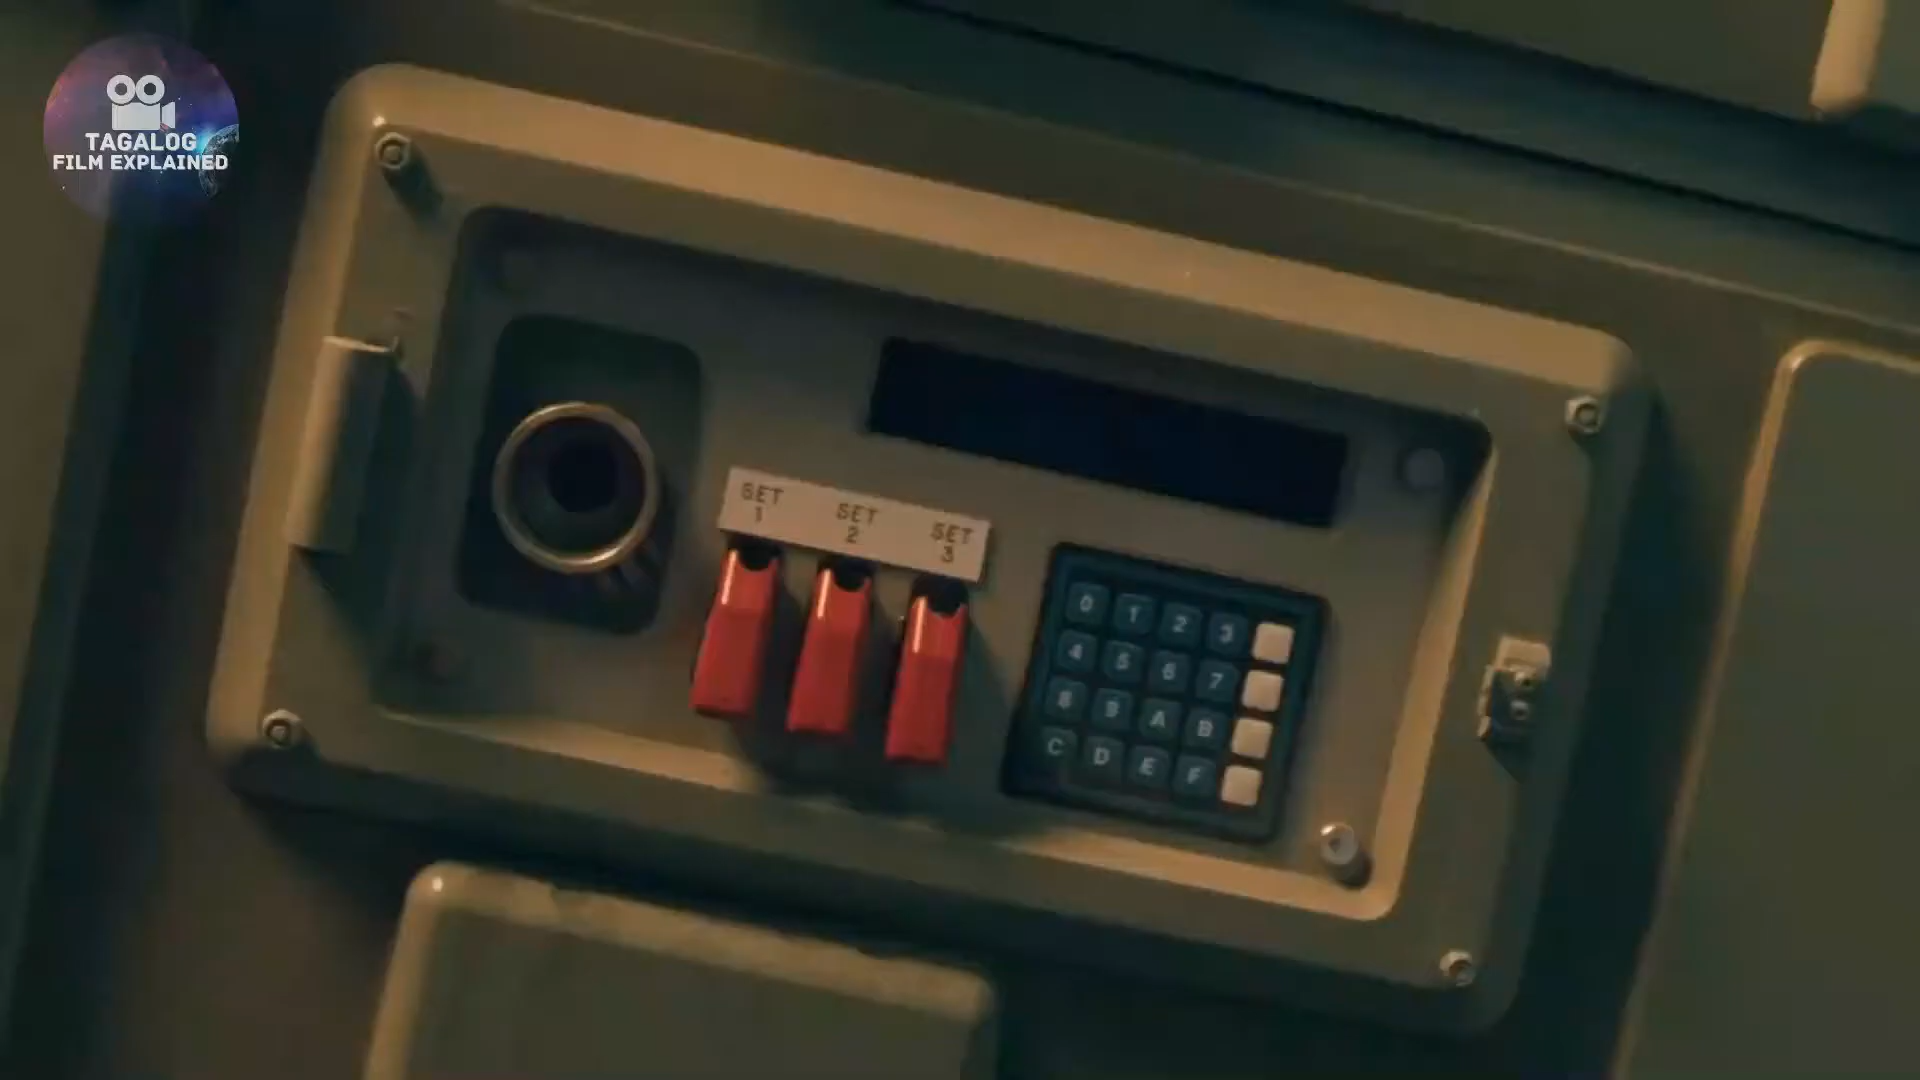 TAGALOG
FILM EXPLAINED
SET 1
SET 2
SET 3
0 1 2 3
4 5 6 7
8 9 A B
C D E F